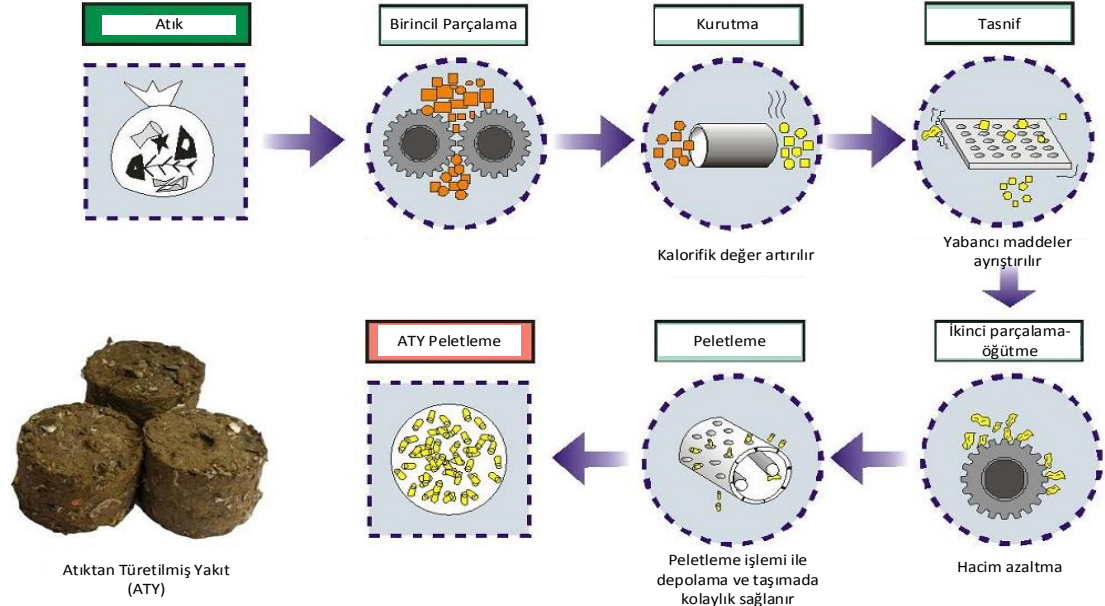 Atık
Birincil Parçalama
Kurutma
Tasnif
Kalorifik değer artırılır
Yabancı maddeler
ayrıştırılır
ATY Peletleme
Peletleme
İkinci parçalama-
öğütme
Atıktan Türetilmiş Yakıt
(ATY)
Peletleme işlemi ile
depolama ve taşımada
kolaylık sağlanır
Hacim azaltma